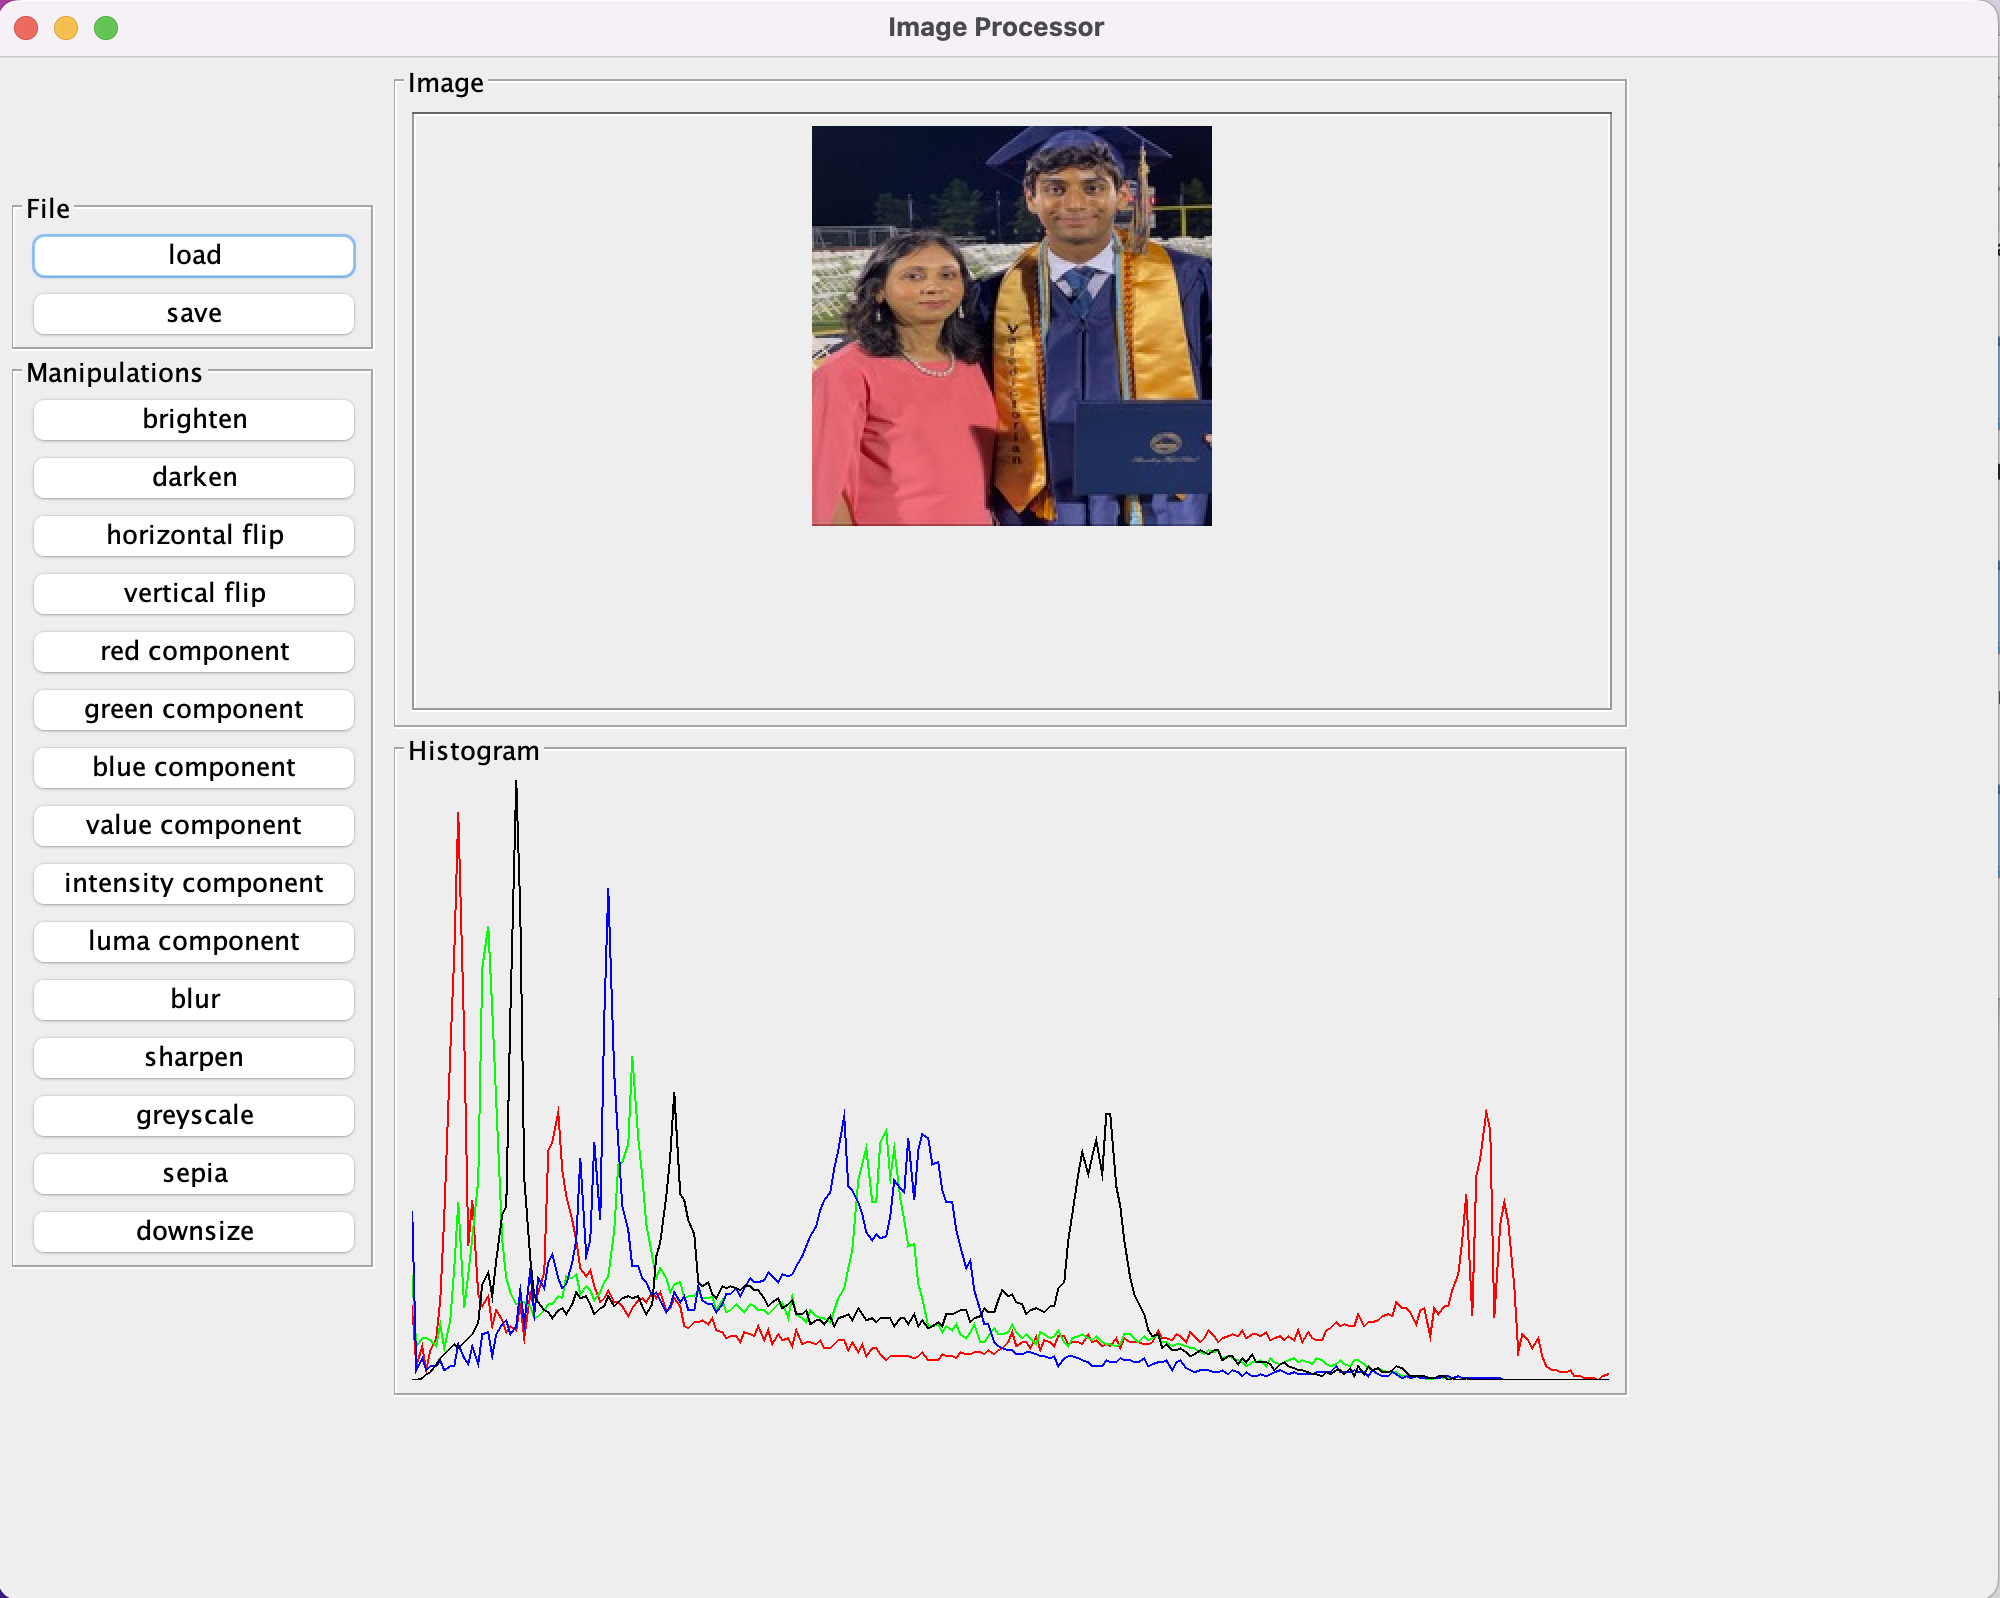 Image Processor
File
load
save
Manipulations
brighten
darken
horizontal flip
vertical flip
red component
green component
blue component
value component
intensity component
luma component
blur
sharpen
greyscale
sepia
downsize
Image
Valedictorian
Histogram